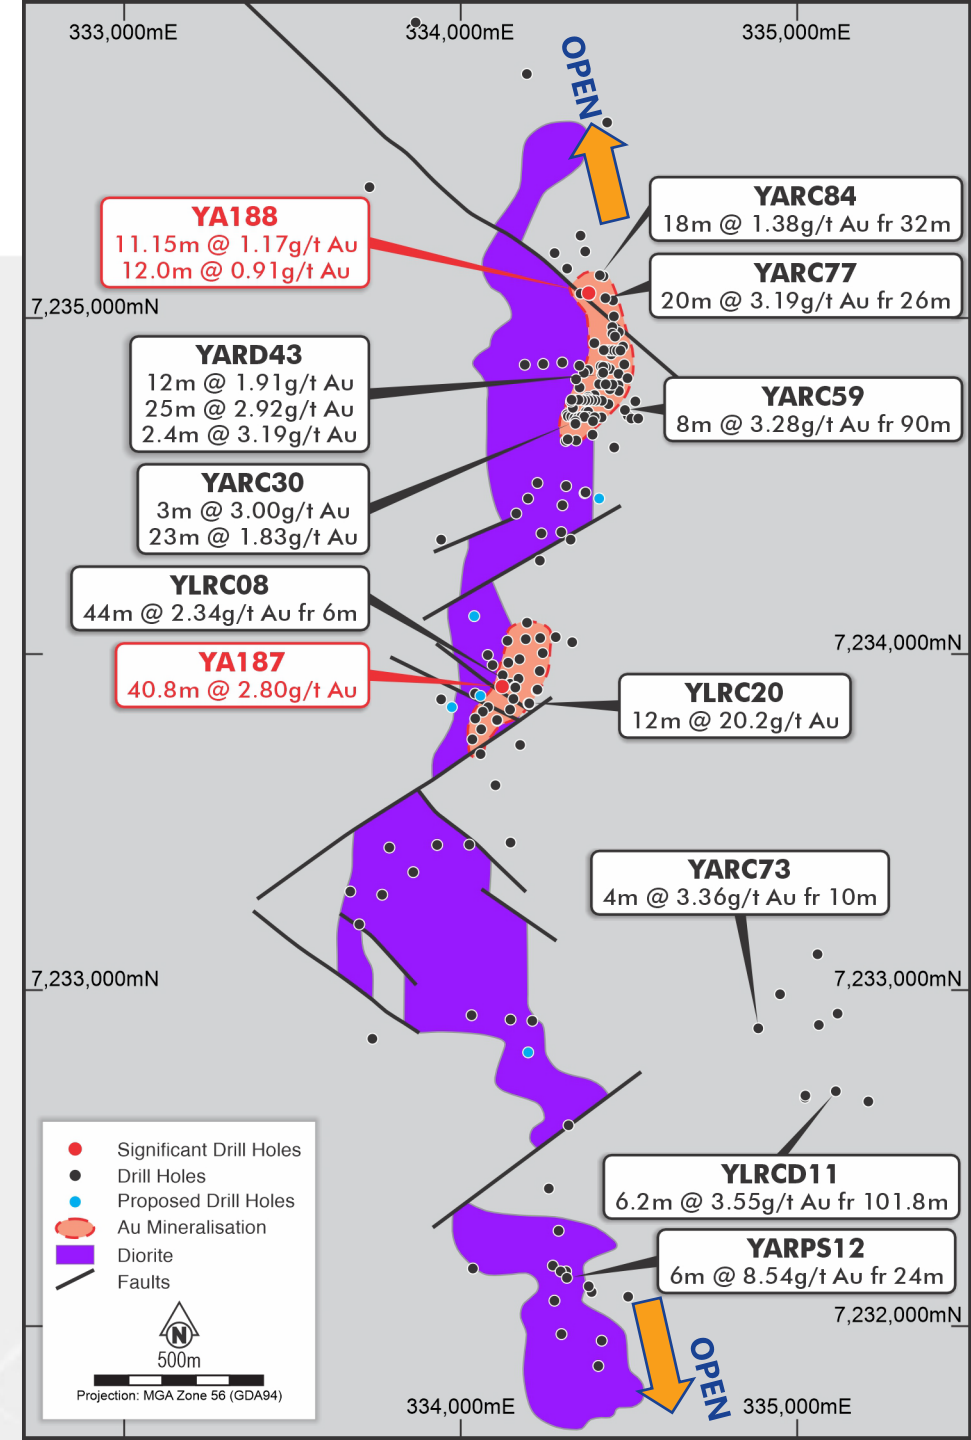 333,000mE
334,000mE
335,000mE
OPEN
YARC84
18m @ 1.38g/t Au fr 32m
YA188
11.15m @ 1.17g/t Au
12.0m @ 0.91g/t Au
YARC77
20m @ 3.19g/t Au fr 26m
7,235,000mN
YARD43
12m @ 1.91g/t Au
25m @ 2.92g/t Au
2.4m @ 3.19g/t Au
YARC59
8m @ 3.28g/t Au fr 90m
YARC30
3m @ 3.00g/t Au
23m @ 1.83g/t Au
YLRC08
44m @ 2.34g/t Au fr 6m
7,234,000mN
YA187
40.8m @ 2.80g/t Au
YLRC20
12m @ 20.2g/t Au
YARC73
4m @ 3.36g/t Au fr 10m
7,233,000mN
7,233,000mN
YLRCD11
6.2m @ 3.55g/t Au fr 101.8m
YARPS12
6m @ 8.54g/t Au fr 24m
7,232,000mN
OPEN
334,000mE
335,000mE
Significant Drill Holes
Drill Holes
Proposed Drill Holes
Au Mineralisation
Diorite
Faults
N
500m
Projection: MGA Zone 56 (GDA94)